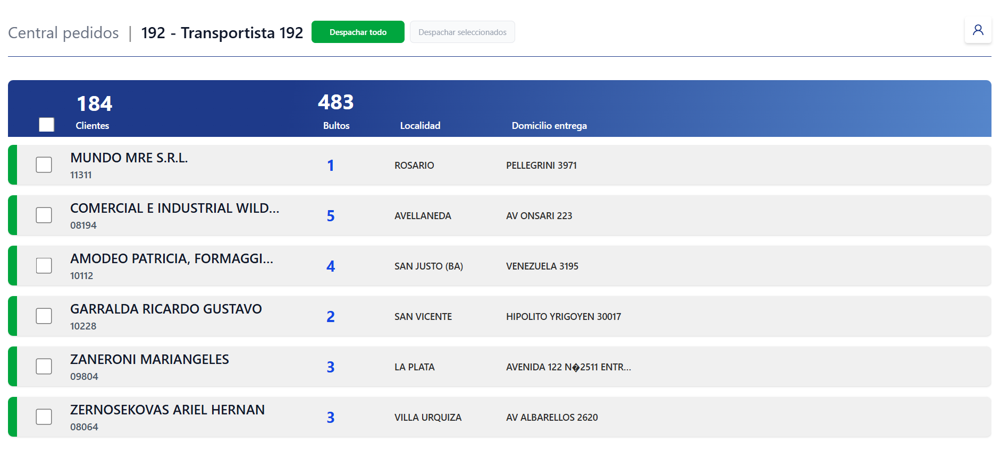 Central pedidos | 192 - Transportista 192 Despachar todo Despachar seleccionados
184 483
Clientes Bultos Localidad Domicilio entrega
MUNDO MRE S.R.L.
11311
1 ROSARIO PELLEGRINI 3971
COMERCIAL E INDUSTRIAL WILD...
08194
5 AVELLANEDA AV ONSARI 223
AMODEO PATRICIA, FORMAGGI...
10112
4 SAN JUSTO (BA) VENEZUELA 3195
GARRALDA RICARDO GUSTAVO
10228
2 SAN VICENTE HIPOLITO YRIGOYEN 30017
ZANERONI MARIANGELES
09804
3 LA PLATA AVENIDA 122 N�2511 ENTR...
ZERNOSEKOVAS ARIEL HERNAN
08064
3 VILLA URQUIZA AV ALBARELLOS 2620